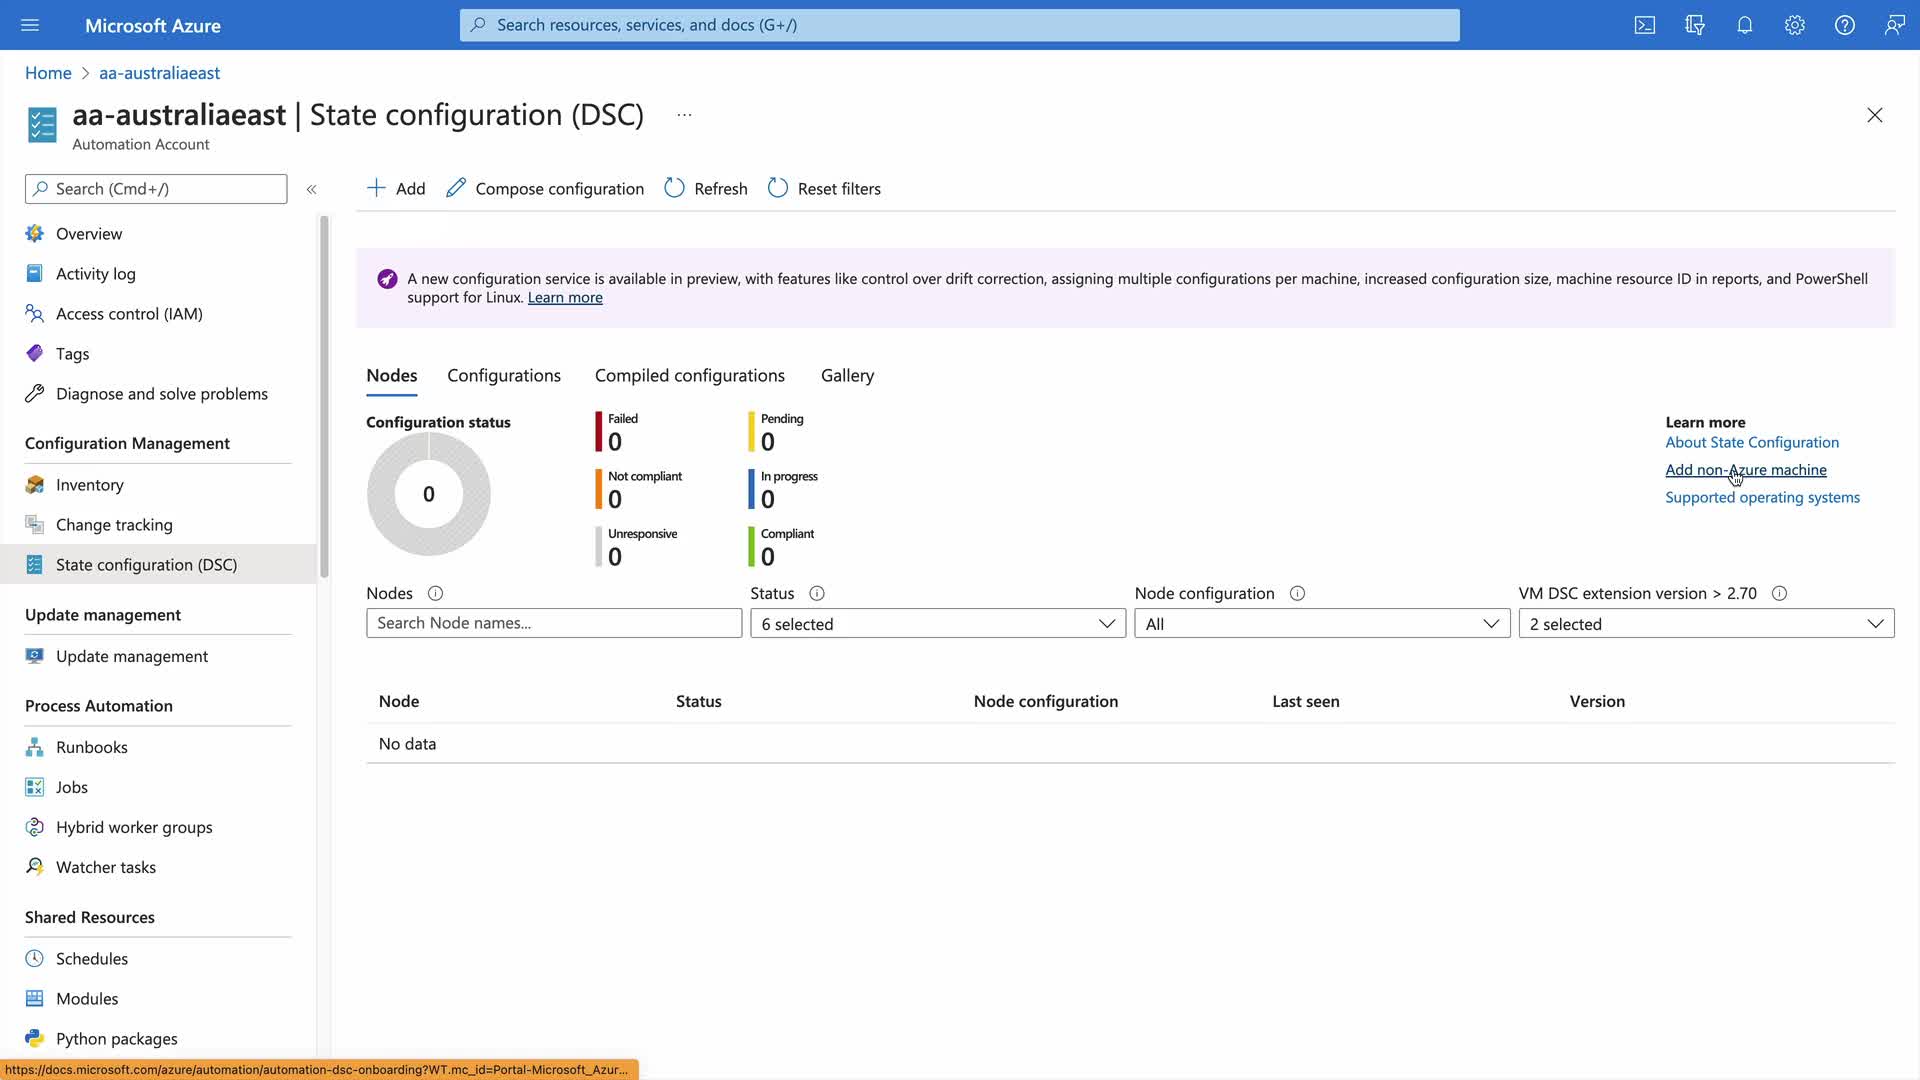 Microsoft Azure
Search resources, services, and docs (G+/)
Home > aa-australiaeast
aa-australiaeast | State configuration (DSC) ...
Automation Account
Search (Cmd+/)
«
Add
Compose configuration
Refresh
Reset filters
Overview
Activity log
Access control (IAM)
Tags
Diagnose and solve problems
Configuration Management
Inventory
Change tracking
State configuration (DSC)
Update management
Update management
Process Automation
Runbooks
Jobs
Hybrid worker groups
Watcher tasks
Shared Resources
Schedules
Modules
Python packages
A new configuration service is available in preview, with features like control over drift correction, assigning multiple configurations per machine, increased configuration size, machine resource ID in reports, and PowerShell
support for Linux. Learn more
Nodes
Configurations
Compiled configurations
Gallery
Configuration status
0
Failed
0
Pending
0
Not compliant
0
In progress
0
Unresponsive
0
Compliant
0
Learn more
About State Configuration
Add non-Azure machine
Supported operating systems
Nodes
Search Node names...
Status
6 selected
Node configuration
All
VM DSC extension version > 2.70
2 selected
Node Status Node configuration Last seen Version
No data
https://docs.microsoft.com/azure/automation/automation-dsc-onboarding?WT.mc_id=Portal-Microsoft_Azur...